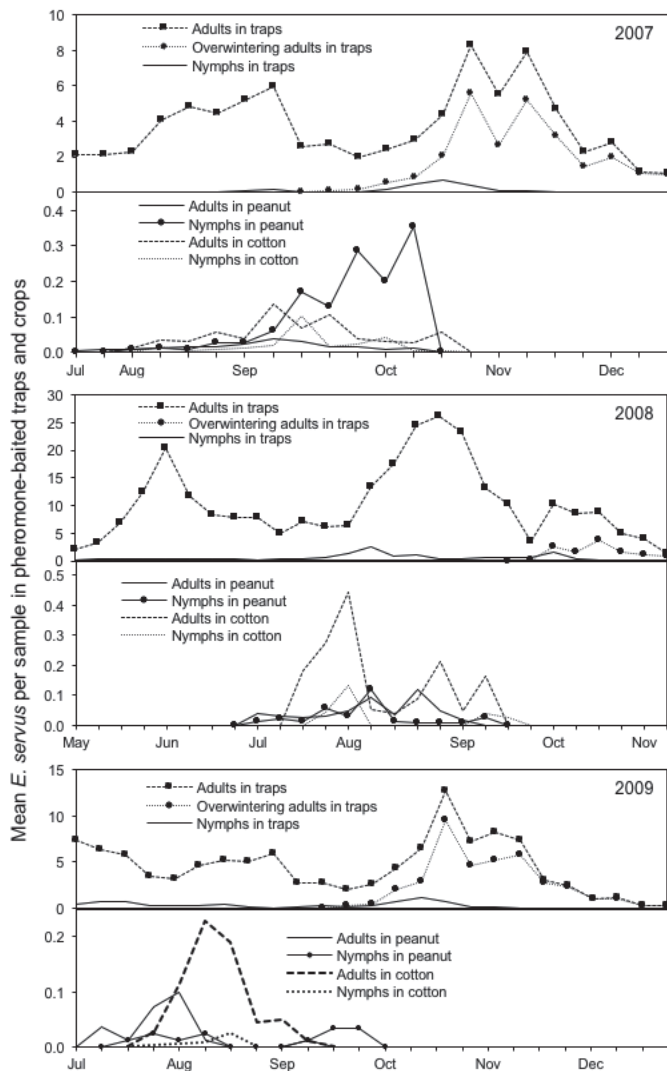 Mean E. servus per sample in pheromone-baited traps and crops
10
8
6
4
2
0
Adults in traps
Overwintering adults in traps
Nymphs in traps
2007
0.4
0.3
0.2
0.1
0.0
Adults in peanut
Nymphs in peanut
Adults in cotton
Nymphs in cotton
Jul Aug Sep Oct Nov Dec
30
25
20
15
10
5
0
Adults in traps
Overwintering adults in traps
Nymphs in traps
2008
0.5
0.4
0.3
0.2
0.1
0.0
Adults in peanut
Nymphs in peanut
Adults in cotton
Nymphs in cotton
May Jun Jul Aug Sep Oct Nov
15
10
5
0
Adults in traps
Overwintering adults in traps
Nymphs in traps
2009
0.2
0.1
0.0
Adults in peanut
Nymphs in peanut
Adults in cotton
Nymphs in cotton
Jul Aug Sep Oct Nov Dec